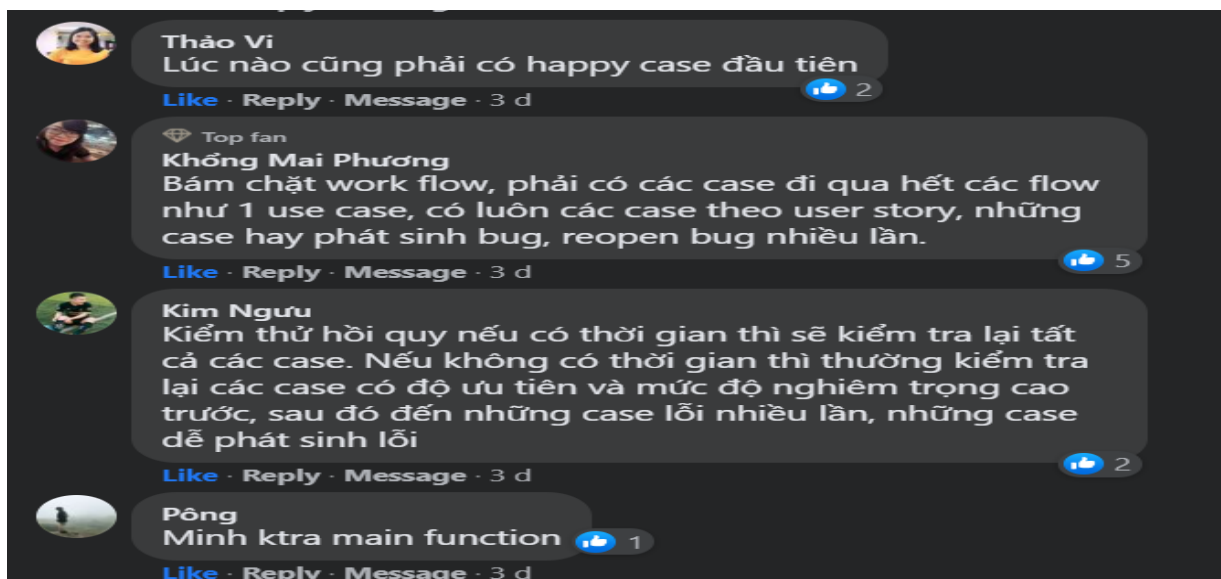 Thảo Vi
Lúc nào cũng phải có happy case đầu tiên
2
Like · Reply · Message · 3 d
Top fan
Khổng Mai Phương
Bám chặt work flow, phải có các case đi qua hết các flow
như 1 use case, có luôn các case theo user story, những
case hay phát sinh bug, reopen bug nhiều lần.
5
Like · Reply · Message · 3 d
Kim Ngưu
Kiểm thử hồi quy nếu có thời gian thì sẽ kiểm tra lại tất
cả các case. Nếu không có thời gian thì thường kiểm tra
lại các case có độ ưu tiên và mức độ nghiêm trọng cao
trước, sau đó đến những case lỗi nhiều lần, những case
dễ phát sinh lỗi
2
Like · Reply · Message · 3 d
Pông
Minh ktra main function
1
Like · Reply · Message · 3 d